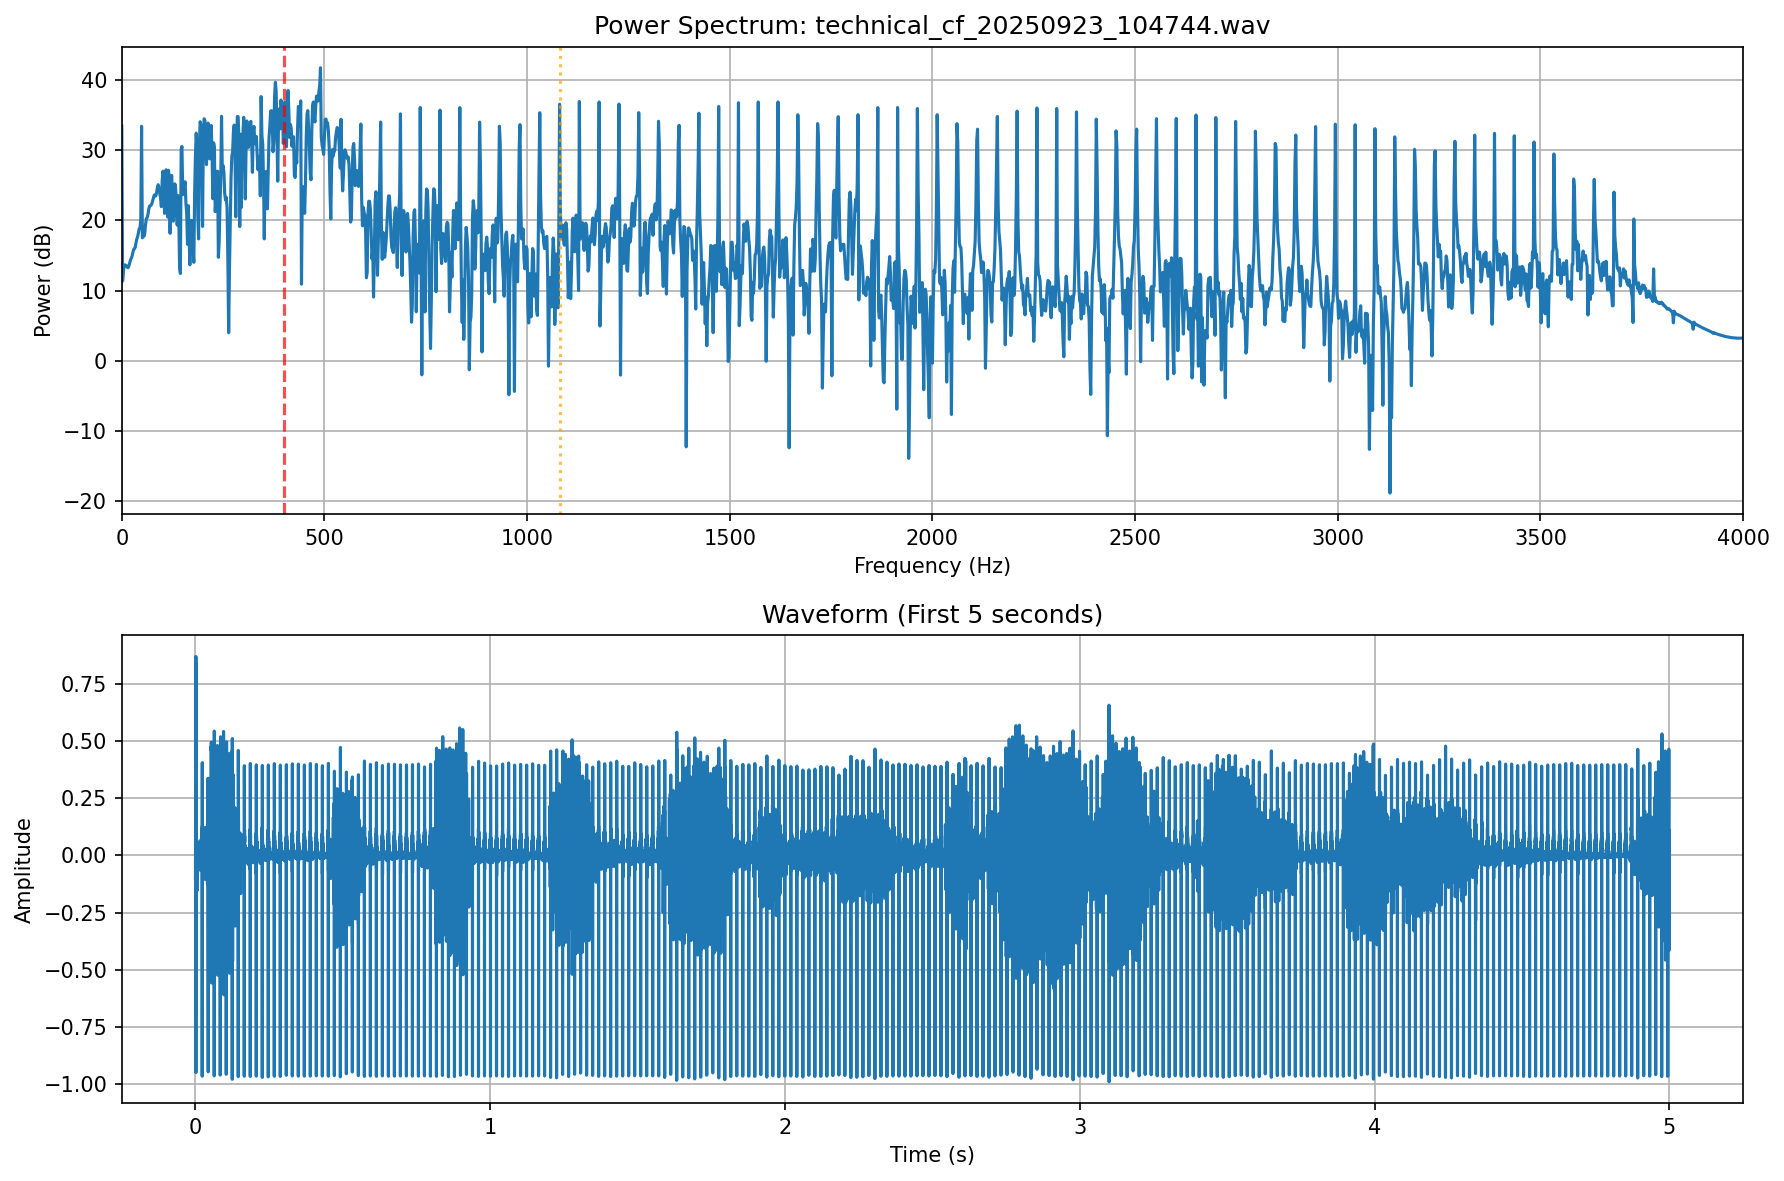 Power Spectrum: technical_cf_20250923_104744.wav
Power (dB)
40
30
20
10
0
−10
−20
0 500 1000 1500 2000 2500 3000 3500 4000
Frequency (Hz)
Waveform (First 5 seconds)
Amplitude
0.75
0.50
0.25
0.00
−0.25
−0.50
−0.75
−1.00
0 1 2 3 4 5
Time (s)